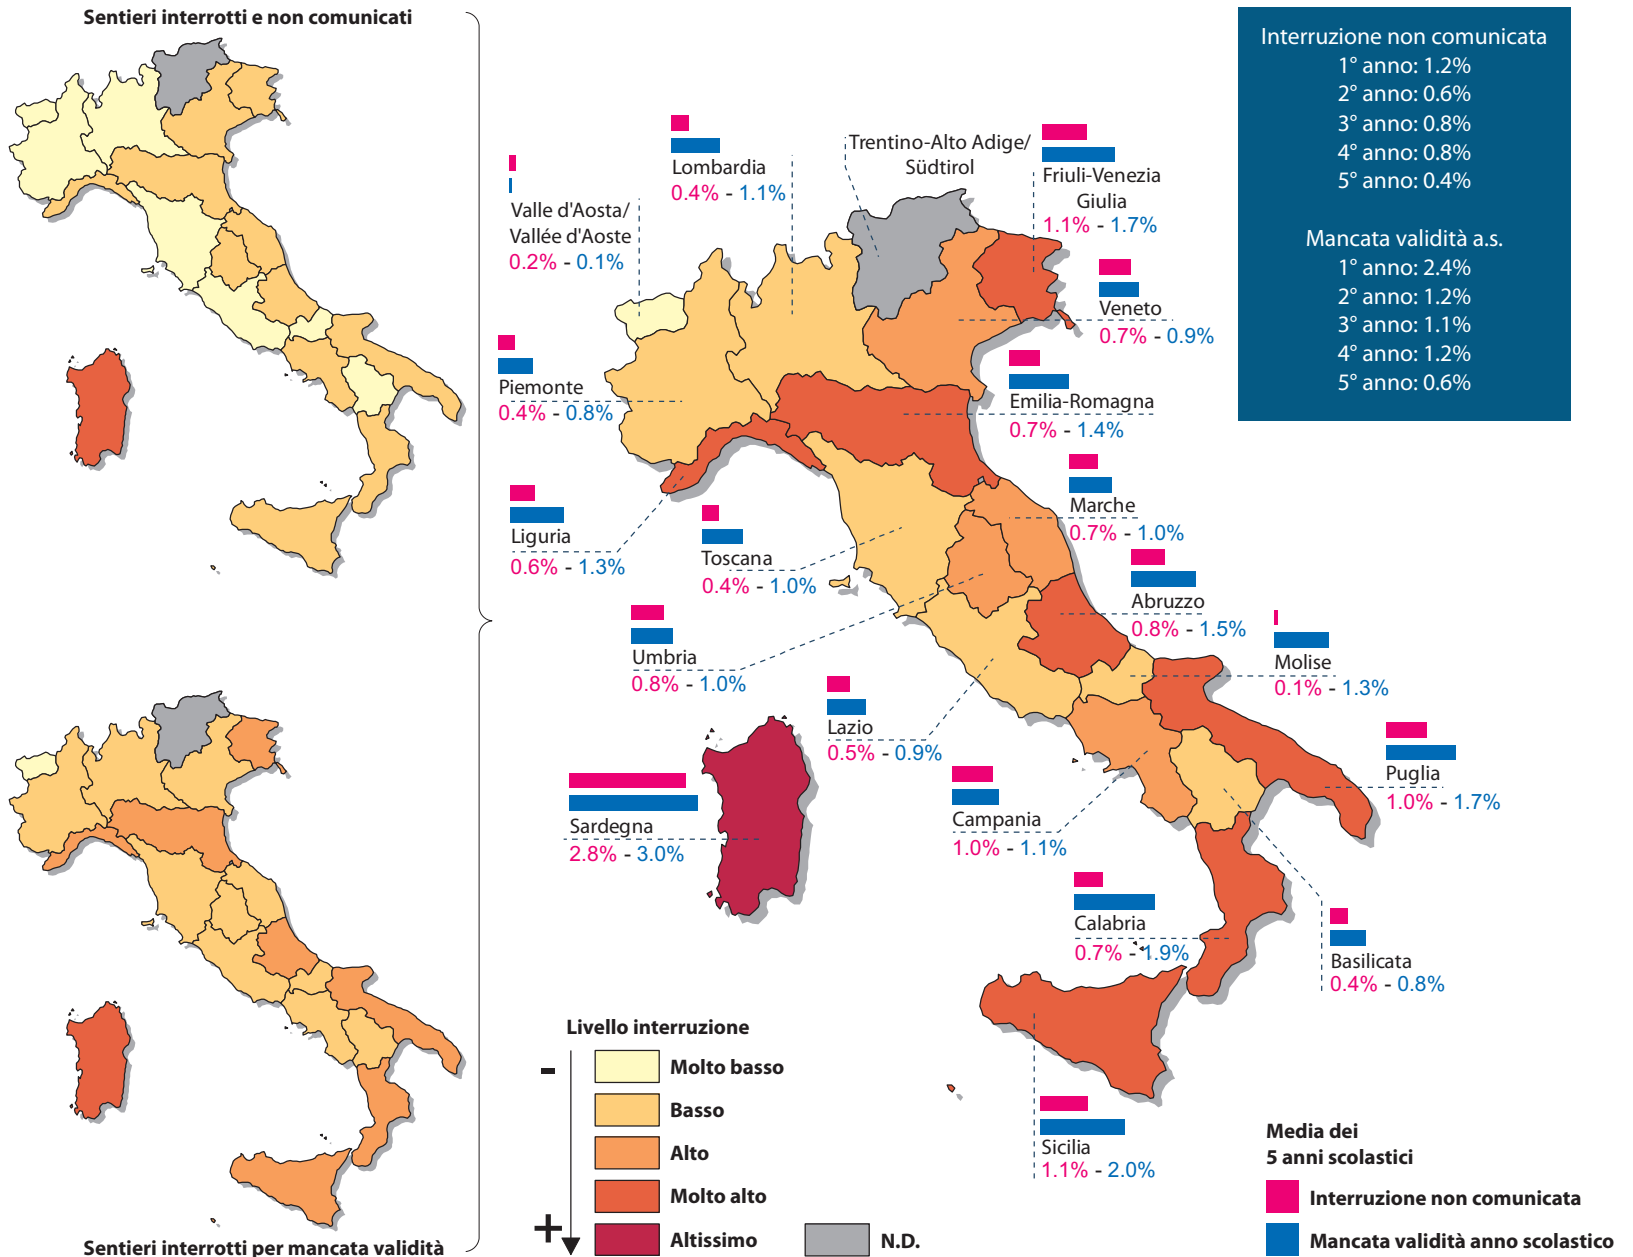 Sentieri interrotti e non comunicati
Interruzione non comunicata
1° anno: 1.2%
2° anno: 0.6%
3° anno: 0.8%
4° anno: 0.8%
5° anno: 0.4%
Mancata validità a.s.
1° anno: 2.4%
2° anno: 1.2%
3° anno: 1.1%
4° anno: 1.2%
5° anno: 0.6%
Lombardia
0.4% - 1.1%
Trentino-Alto Adige/
Südtirol
Friuli-Venezia
Giulia
1.1% - 1.7%
Valle d'Aosta/
Vallée d'Aoste
0.2% - 0.1%
Veneto
0.7% - 0.9%
Piemonte
0.4% - 0.8%
Emilia-Romagna
0.7% - 1.4%
Liguria
0.6% - 1.3%
Toscana
0.4% - 1.0%
Marche
0.7% - 1.0%
Abruzzo
0.8% - 1.5%
Umbria
0.8% - 1.0%
Molise
0.1% - 1.3%
Lazio
0.5% - 0.9%
Puglia
1.0% - 1.7%
Sardegna
2.8% - 3.0%
Campania
1.0% - 1.1%
Calabria
0.7% - 1.9%
Basilicata
0.4% - 0.8%
Sicilia
1.1% - 2.0%
Livello interruzione
-
Molto basso
Basso
Alto
Molto alto
+
Altissimo
N.D.
Media dei
5 anni scolastici
Interruzione non comunicata
Mancata validità anno scolastico
Sentieri interrotti per mancata validità